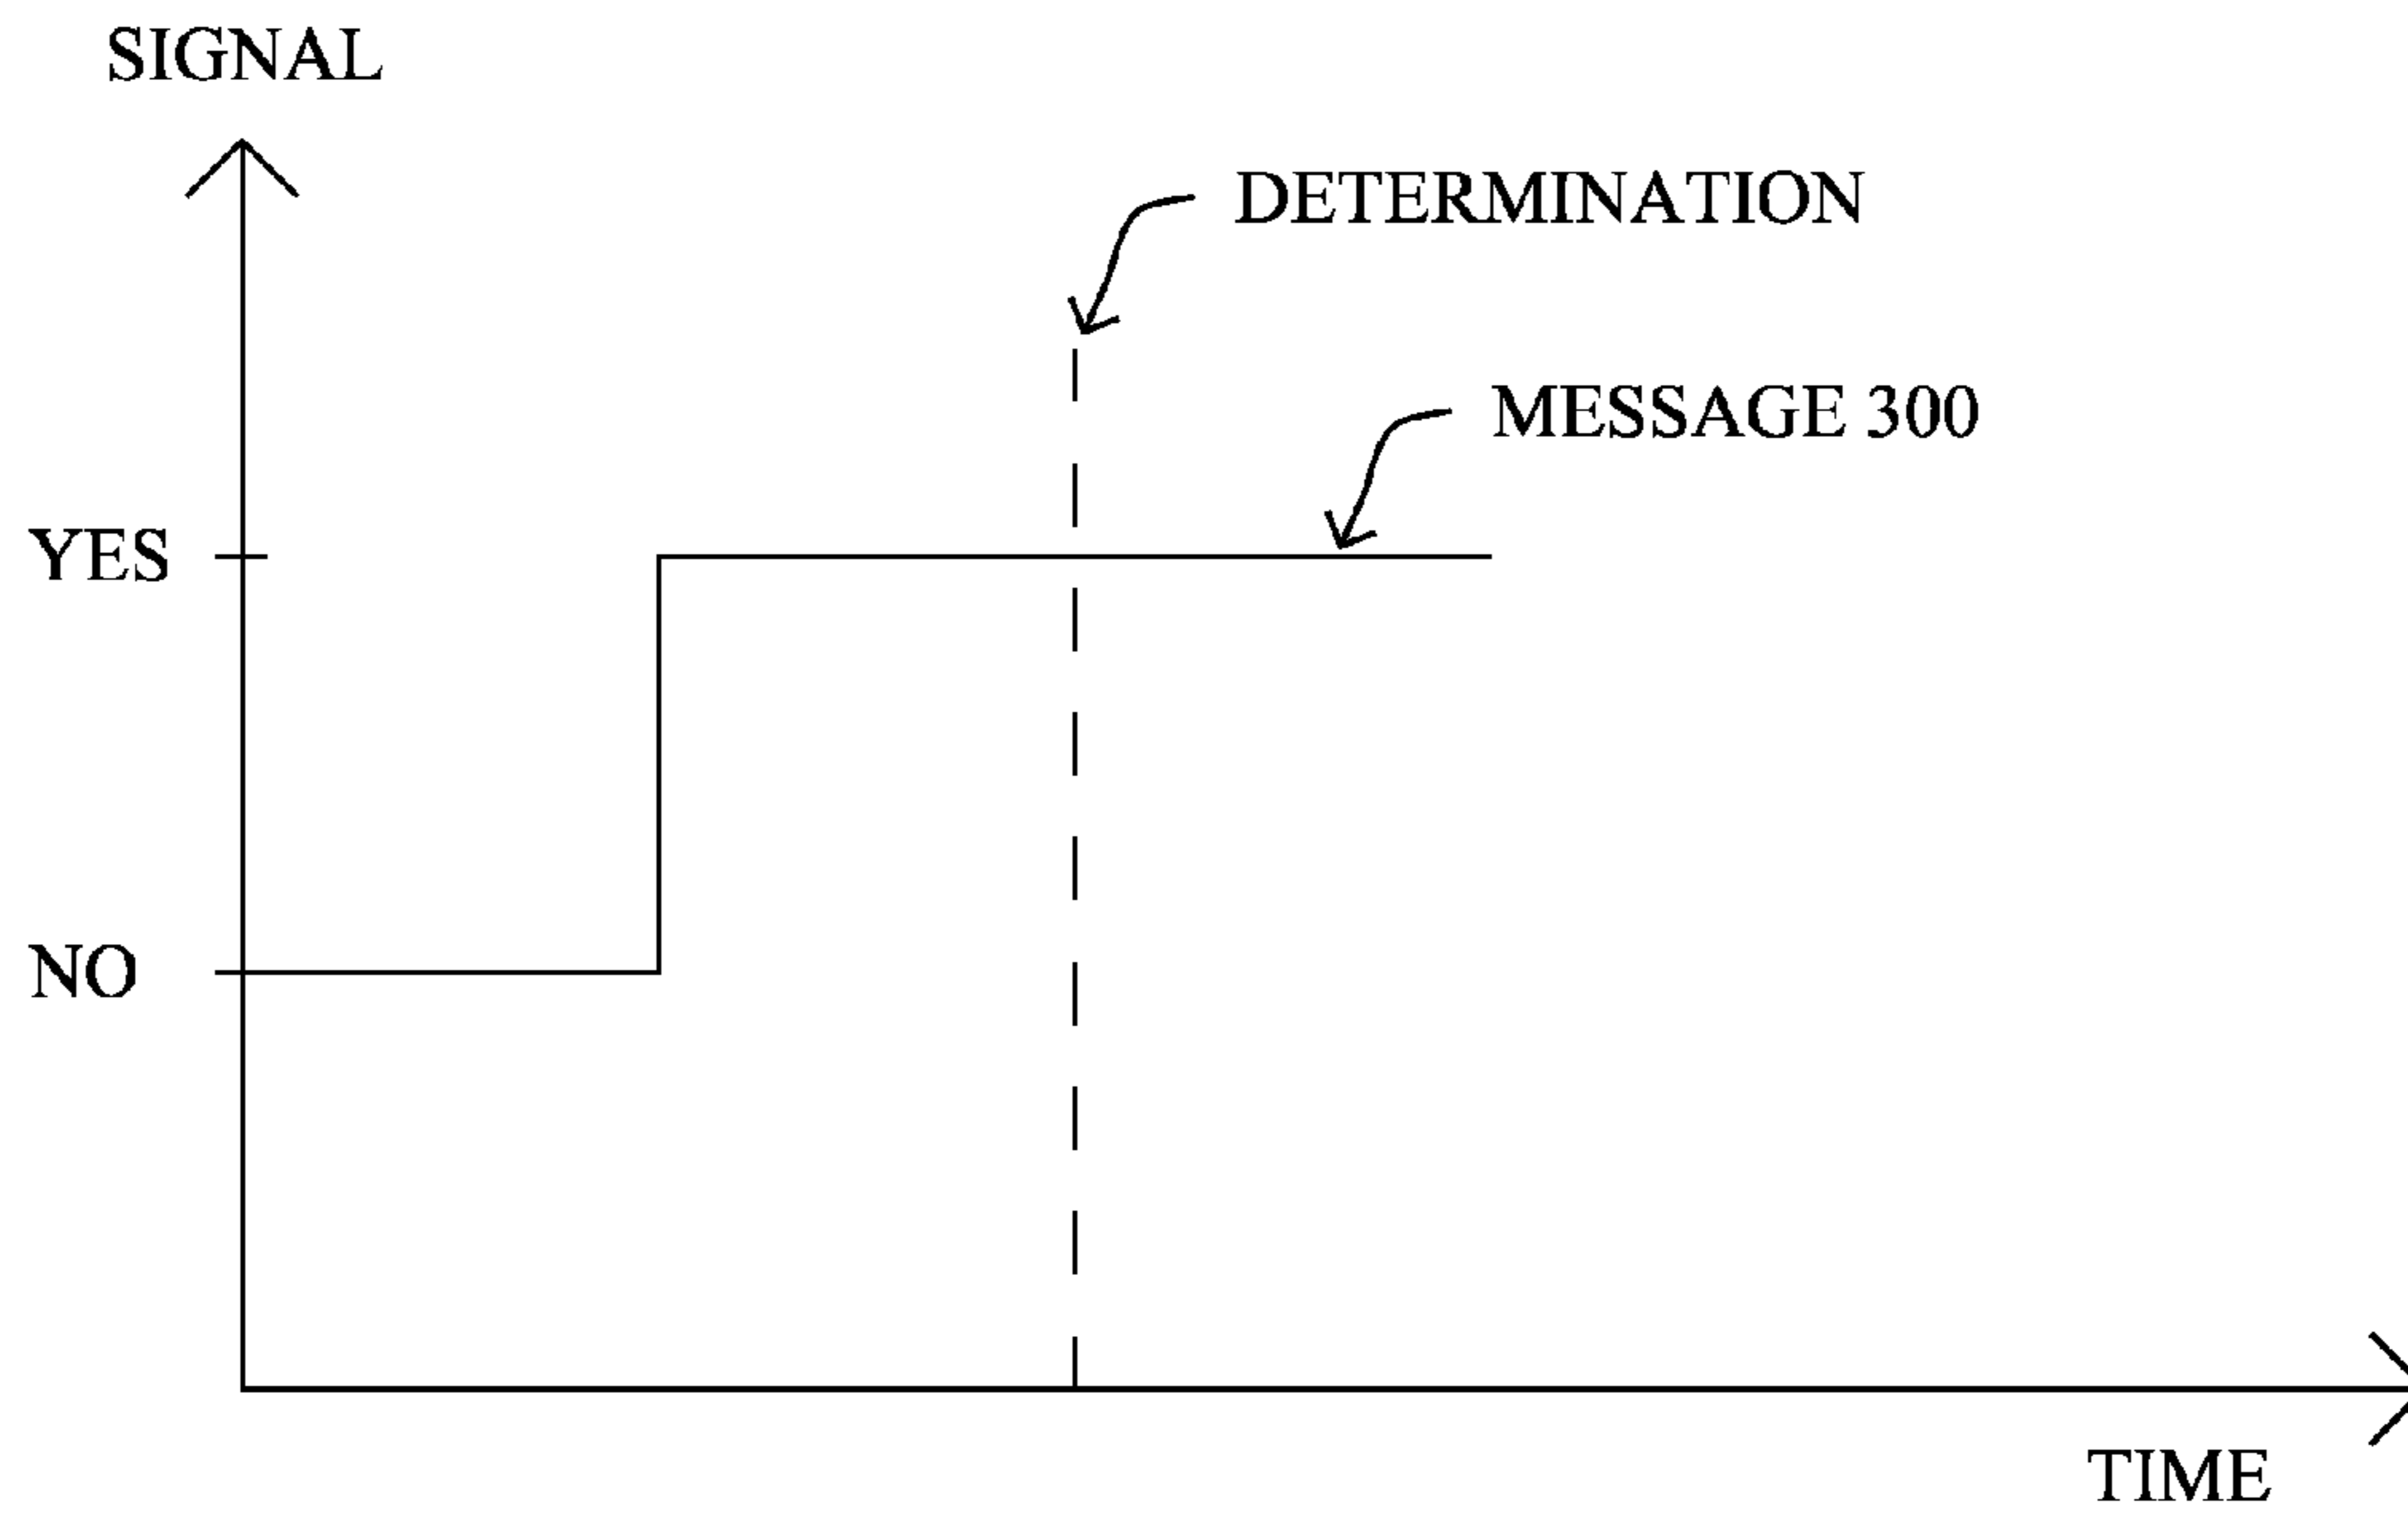 SIGNAL
DETERMINATION
MESSAGE 300
YES
NO
TIME